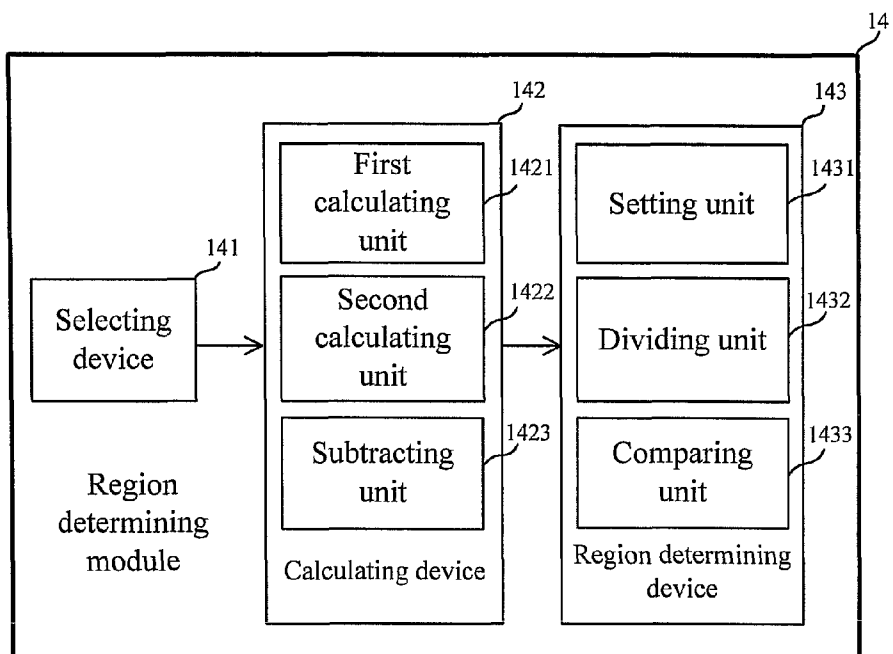 14
142
143
First
calculating
unit
1421
Setting unit
1431
141
Selecting
device
Second
calculating
unit
1422
Dividing unit
1432
Subtracting
unit
1423
Comparing
unit
1433
Region
determining
module
Calculating device
Region determining
device